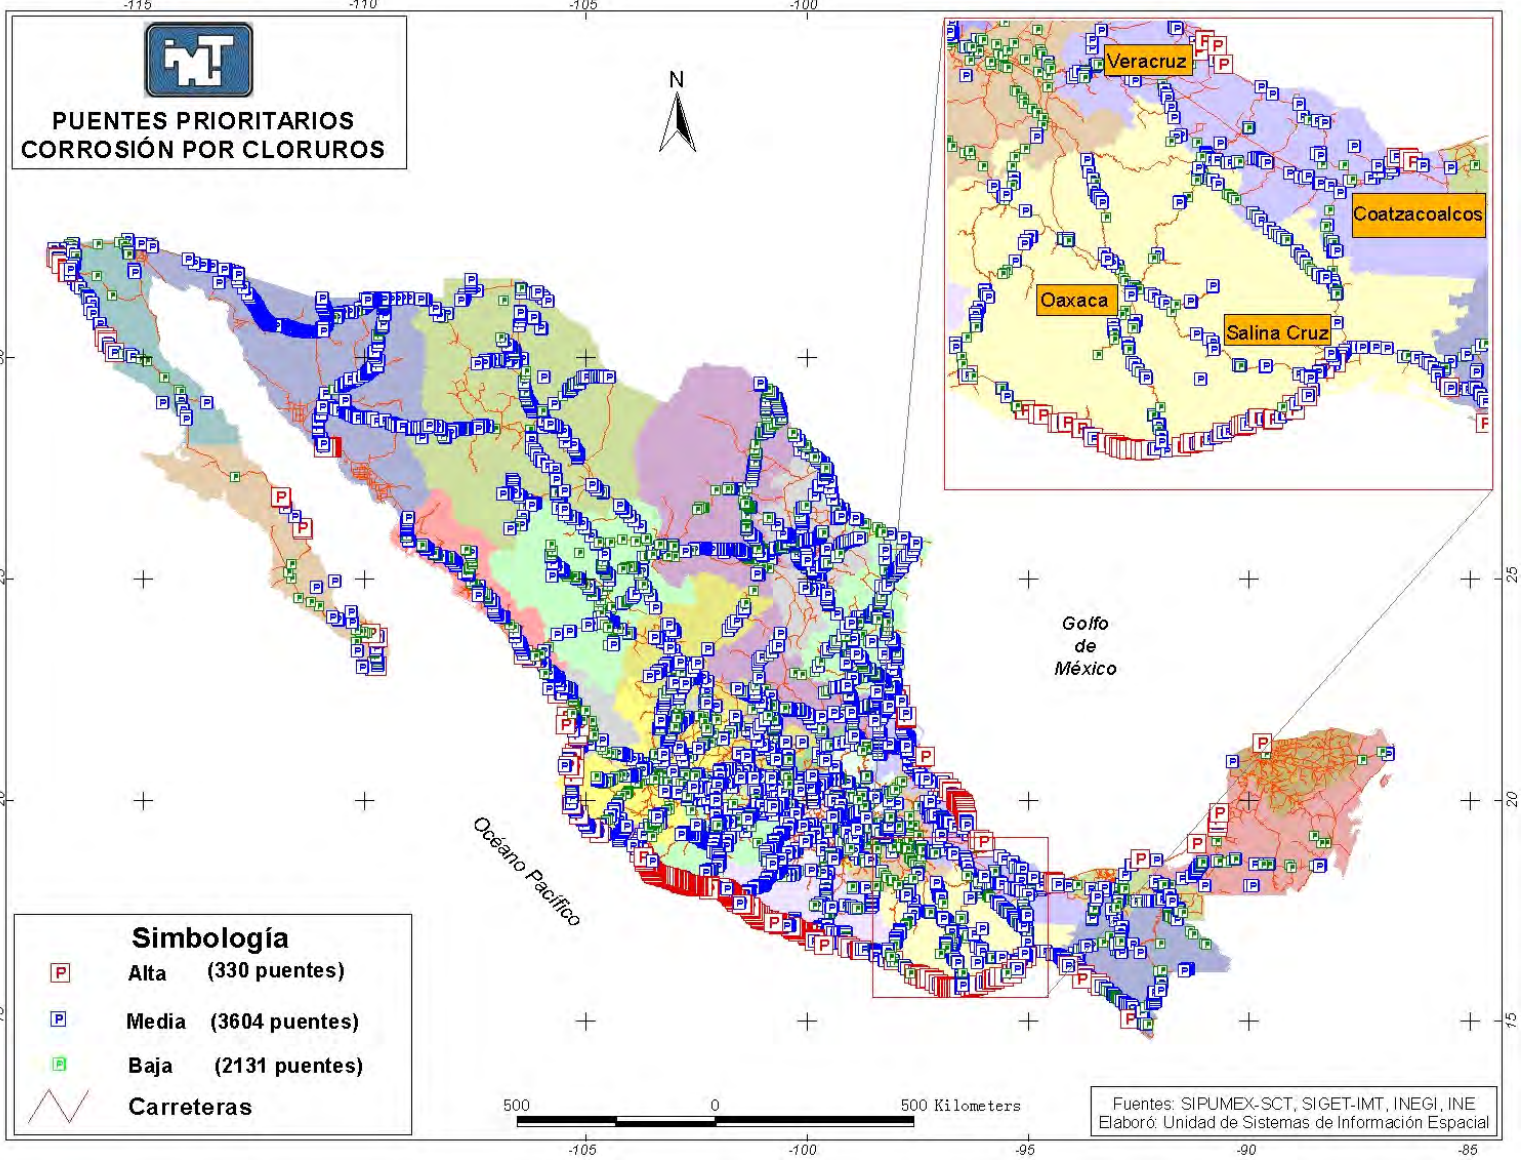 -115
-110
-105
-100
IMT
PUENTES PRIORITARIOS
CORROSIÓN POR CLORUROS
N
Veracruz
Coatzacoalcos
Oaxaca
Salina Cruz
25
20
15
Golfo
de
México
Océano Pacífico
Simbología
P Alta (330 puentes)
P Media (3604 puentes)
P Baja (2131 puentes)
Carreteras
500 0 500 Kilometers
Fuentes: SIPUMEX-SCT, SIGET-IMT, INEGI, INE
Elaboró: Unidad de Sistemas de Información Espacial
-105
-100
-95
-90
-85